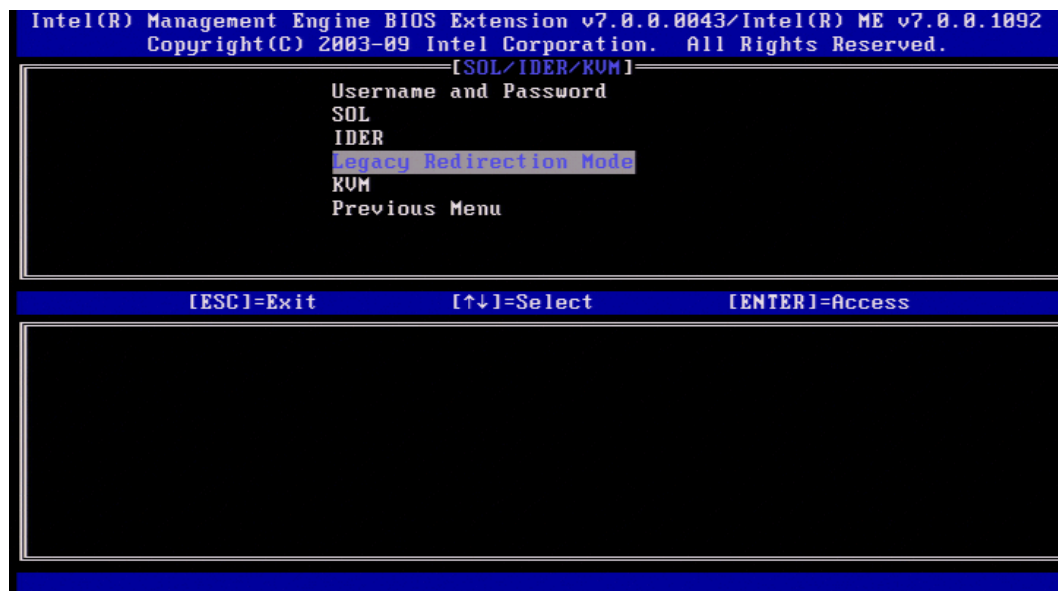 Intel(R) Management Engine BIOS Extension v7.0.0.0043/Intel(R) ME v7.0.0.1092
Copyright(C) 2003-09 Intel Corporation. All Rights Reserved.
[SOL/IDER/KVM]
Username and Password
SOL
IDER
Legacy Redirection Mode
KVM
Previous Menu
[ESC]=Exit [↑↓]=Select [ENTER]=Access